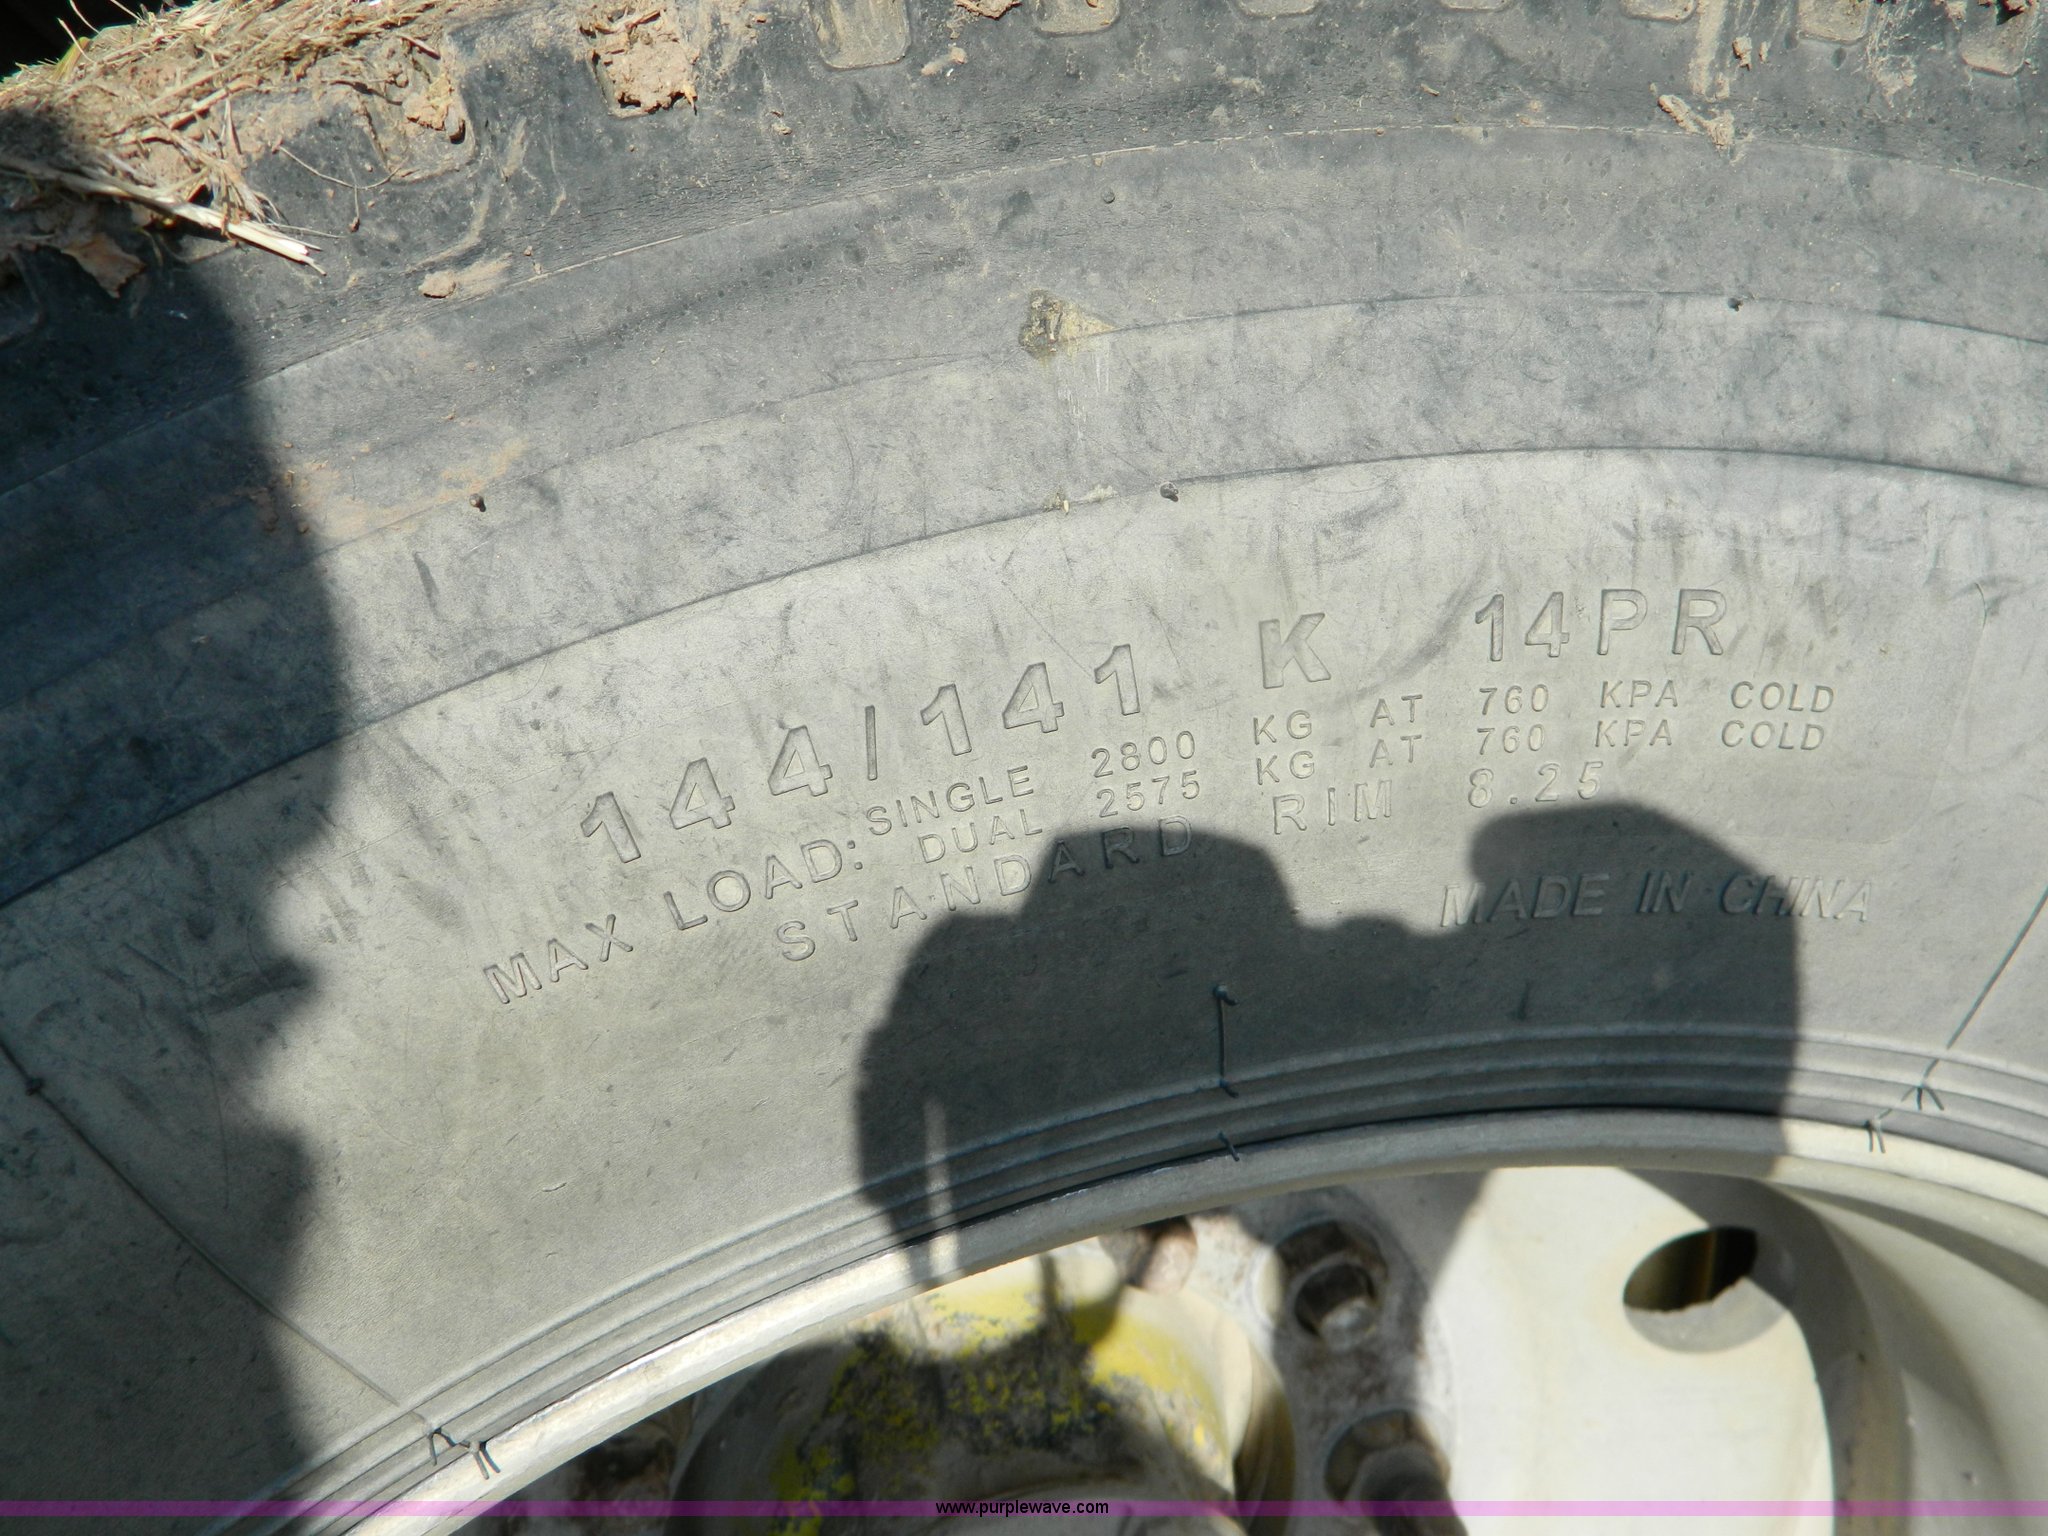 144/141 K 14PR
MAX LOAD: SINGLE 2800 KG AT 760 KPA COLD
DUAL 2575 KG AT 760 KPA COLD
STANDARD RIM 8.25
MADE IN CHINA
www.purplewave.com